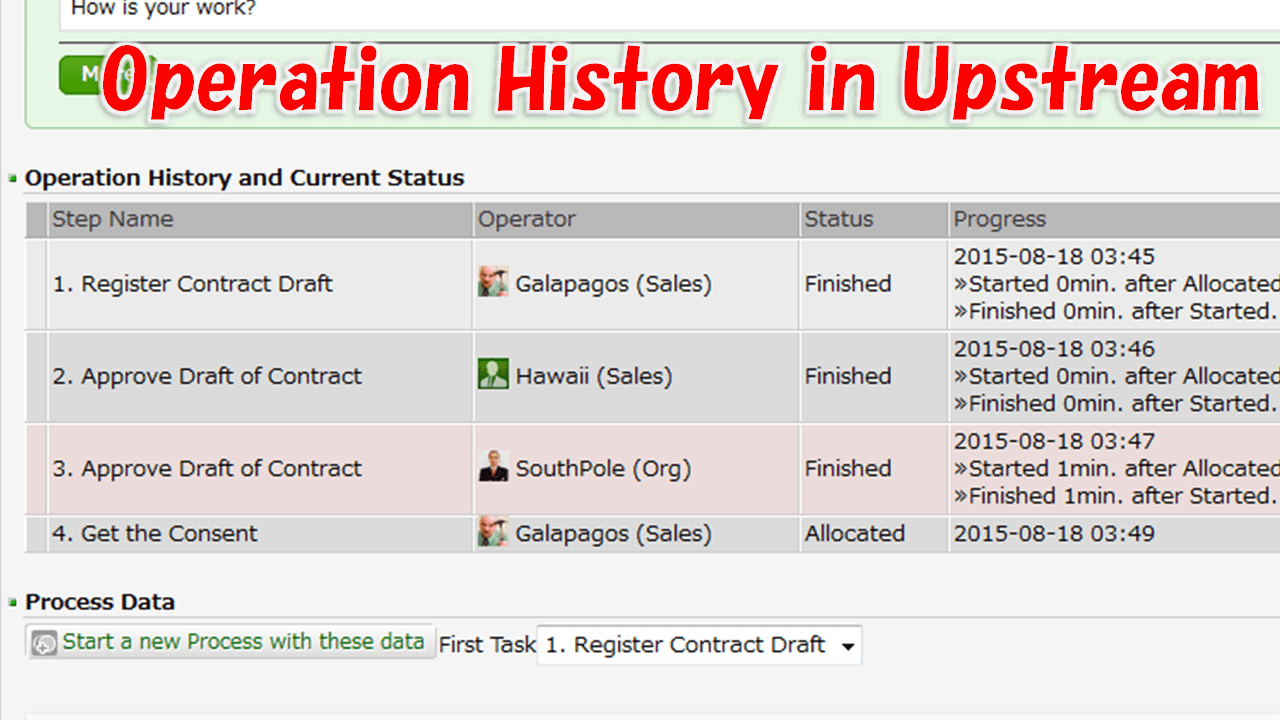 How is your work?
Operation History in Upstream
Operation History and Current Status
Step Name Operator Status Progress
1. Register Contract Draft Galapagos (Sales) Finished 2015-08-18 03:45
»Started 0min. after Allocated
»Finished 0min. after Started.
2. Approve Draft of Contract Hawaii (Sales) Finished 2015-08-18 03:46
»Started 0min. after Allocated
»Finished 0min. after Started.
3. Approve Draft of Contract SouthPole (Org) Finished 2015-08-18 03:47
»Started 1min. after Allocated
»Finished 1min. after Started.
4. Get the Consent Galapagos (Sales) Allocated 2015-08-18 03:49
Process Data
Start a new Process with these data First Task 1. Register Contract Draft